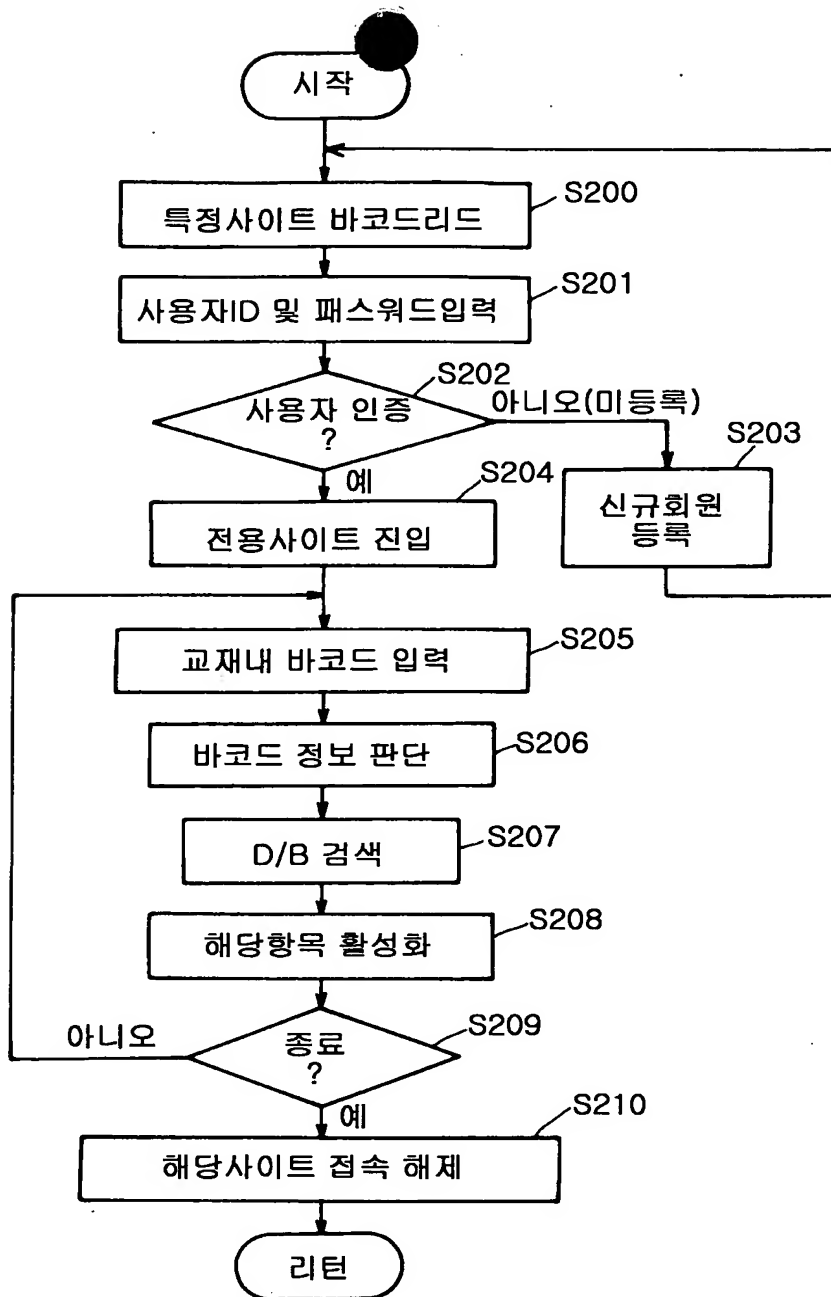 시작
특정사이트 바코드리드
S200
사용자ID 및 패스워드입력
S201
사용자 인증
?
S202
아니오(미등록)
예
신규회원
등록
S203
전용사이트 진입
S204
교재내 바코드 입력
S205
바코드 정보 판단
S206
D/B 검색
S207
해당항목 활성화
S208
종료
?
S209
아니오
예
해당사이트 접속 해제
S210
리턴